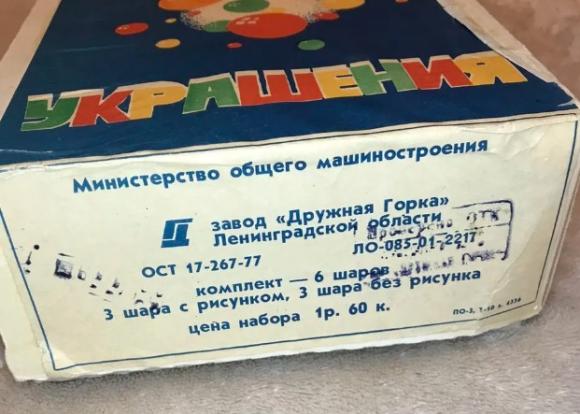 УКРАШЕНИЯ
Министерство общего машиностроения
завод «Дружная Горка»
Ленинградской области
ОСТ 17-267-77
ЛО-085-01-2217
комплект — 6 шаров
3 шара с рисунком, 3 шара без рисунка
цена набора 1р. 60 к.